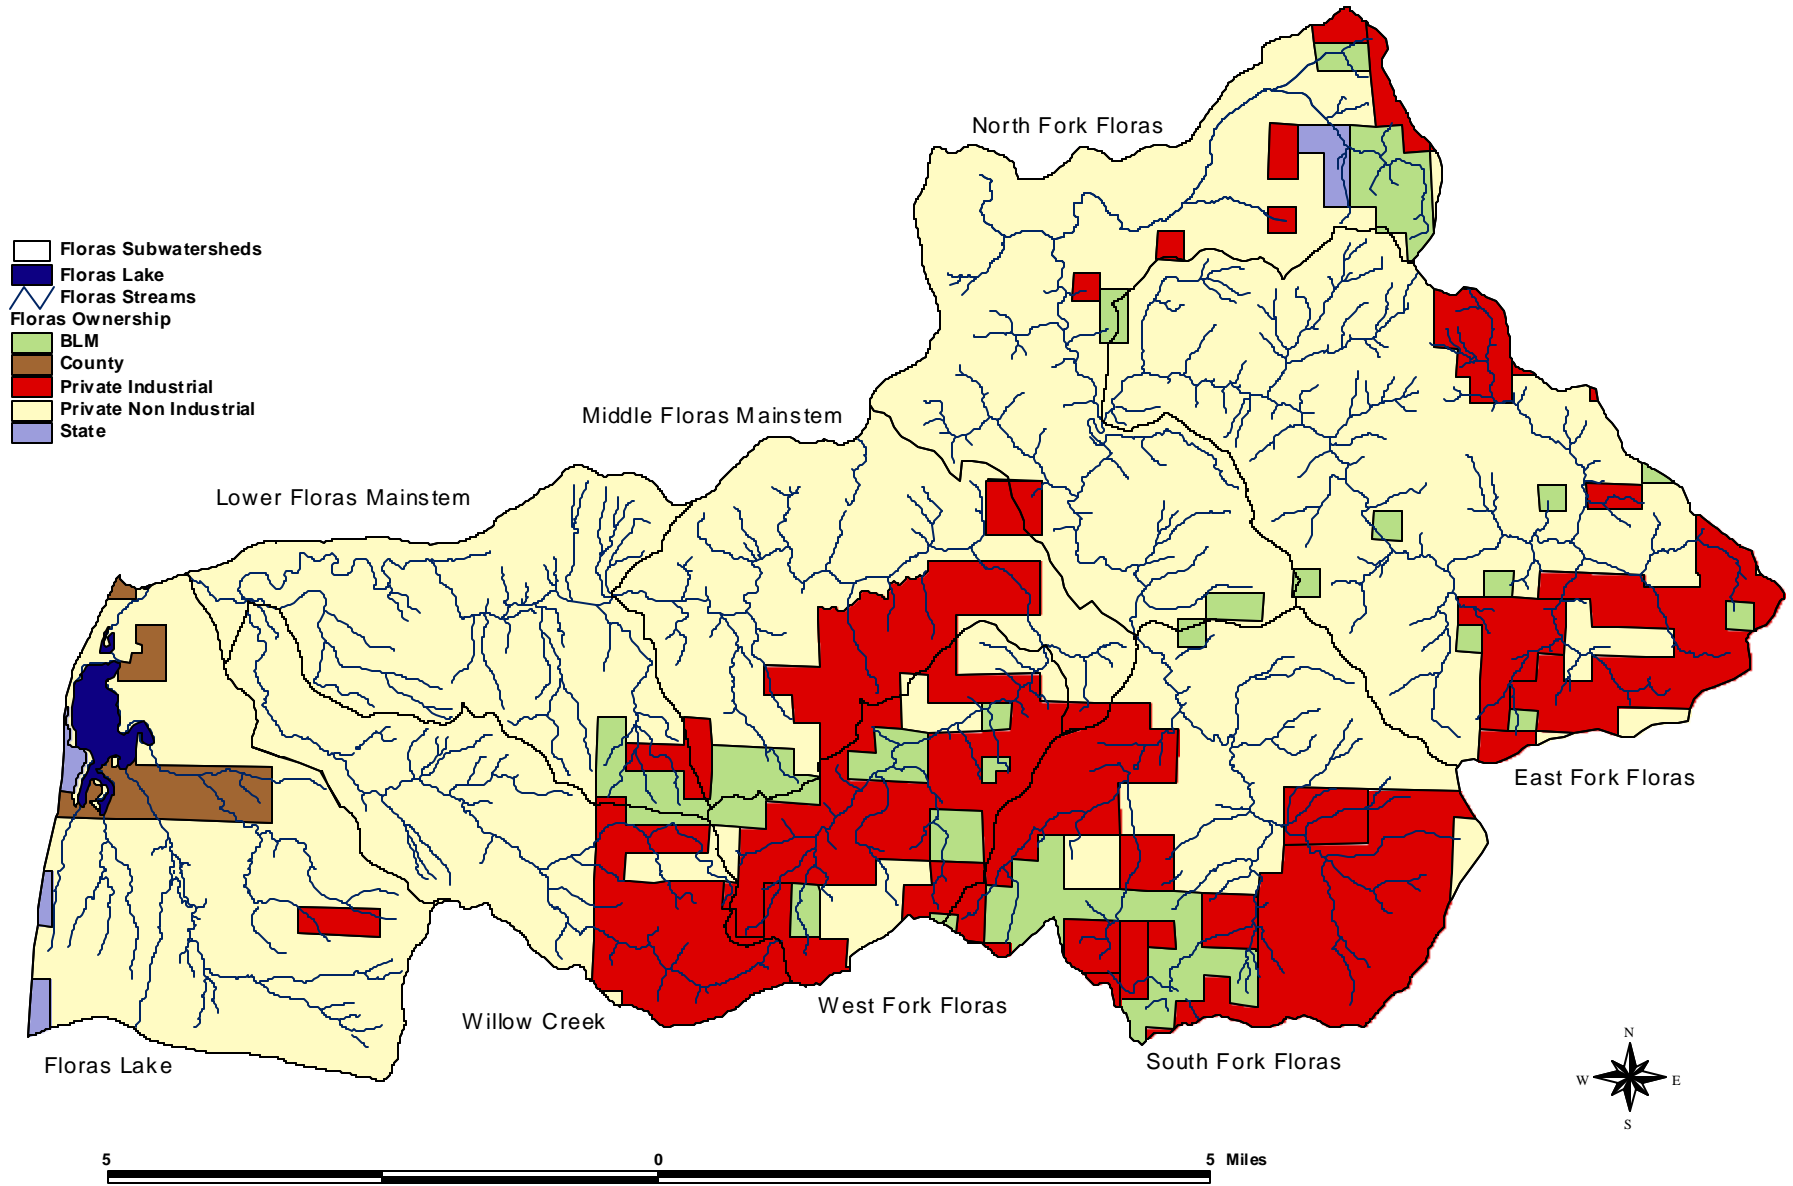 North Fork Floras
Floras Subwatersheds
Floras Lake
Floras Streams
Floras Ownership
BLM
County
Private Industrial
Private Non Industrial
State
Middle Floras Mainstem
Lower Floras Mainstem
East Fork Floras
West Fork Floras
Willow Creek
Floras Lake
South Fork Floras
N
W E
S
5 0 5 Miles